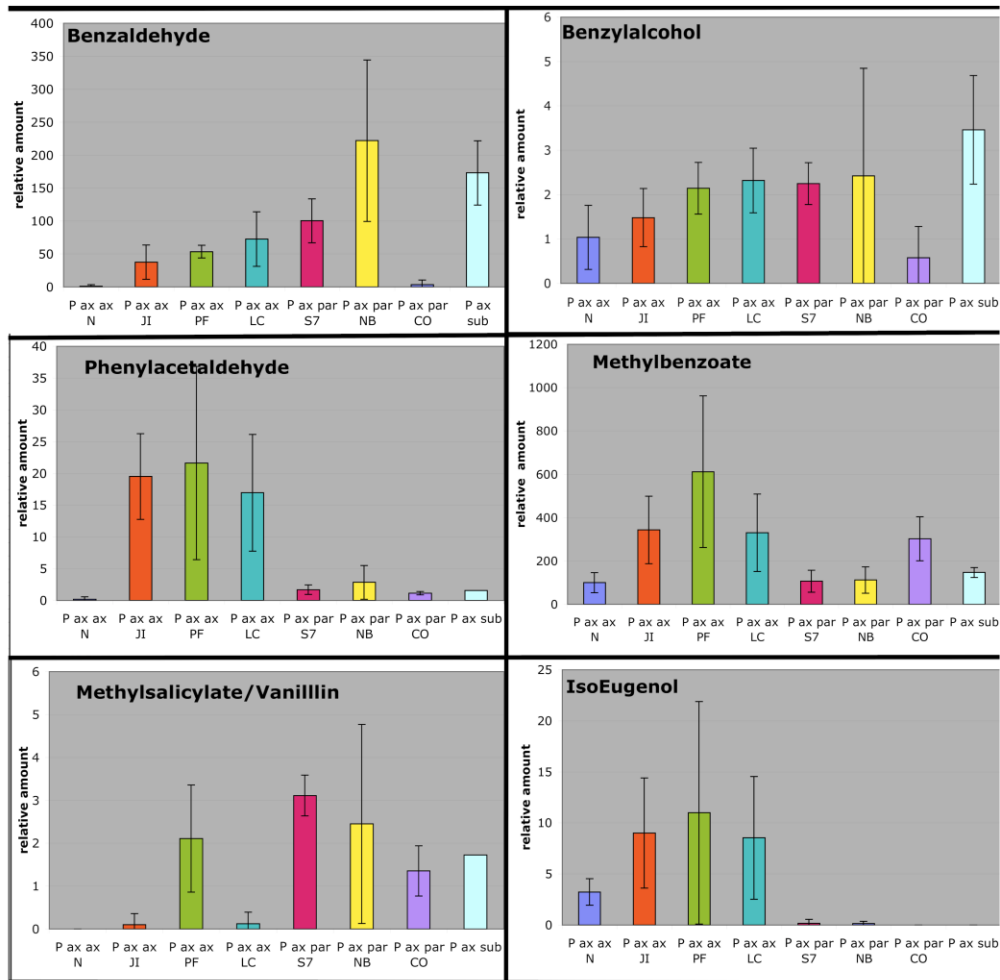 Benzaldehyde
relative amount
400
350
300
250
200
150
100
50
0
P ax ax P ax ax P ax ax P ax ax P ax par P ax par P ax par P ax
N JI PF LC S7 NB CO sub
Benzylalcohol
relative amount
6
5
4
3
2
1
0
P ax ax P ax ax P ax ax P ax ax P ax par P ax par P ax par P ax sub
N JI PF LC S7 NB CO
Phenylacetaldehyde
relative amount
40
35
30
25
20
15
10
5
0
P ax ax P ax ax P ax ax P ax ax P ax par P ax par P ax par P ax sub
N JI PF LC S7 NB CO
Methylbenzoate
relative amount
1200
1000
800
600
400
200
0
P ax ax P ax ax P ax ax P ax ax P ax par P ax par P ax par P ax sub
N JI PF LC S7 NB CO
Methylsalicylate/Vanilllin
relative amount
6
5
4
3
2
1
0
P ax ax P ax ax P ax ax P ax ax P ax par P ax par P ax par P ax sub
N JI PF LC S7 NB CO
IsoEugenol
relative amount
25
20
15
10
5
0
P ax ax P ax ax P ax ax P ax ax P ax par P ax par P ax par P ax sub
N JI PF LC S7 NB CO